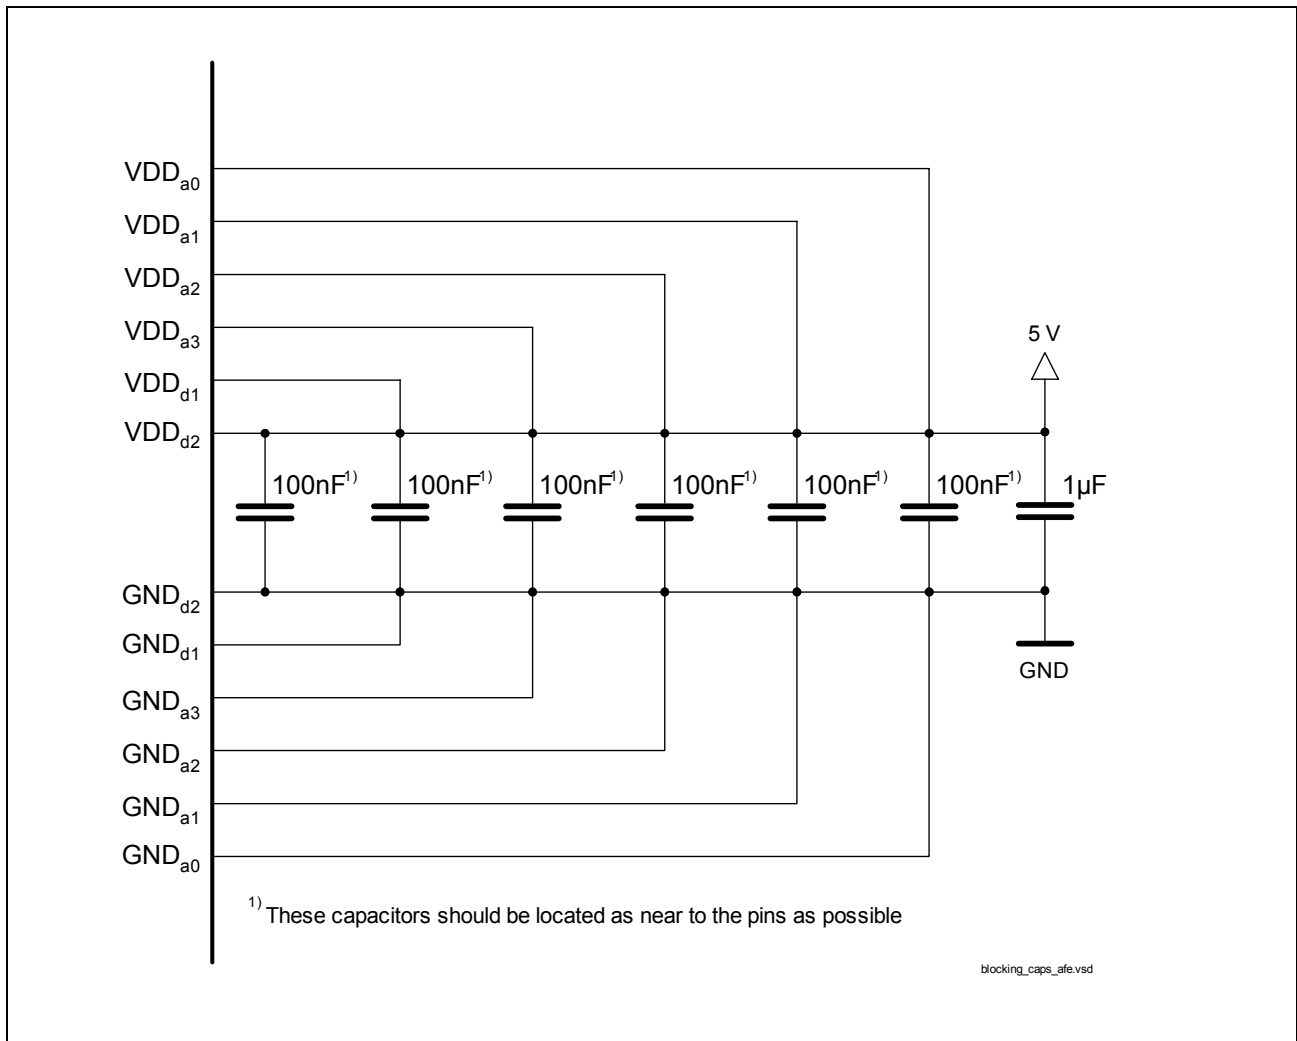 VDDa0
VDDa1
VDDa2
VDDa3
5 V
VDDd1
VDDd2
100nF1) 100nF1) 100nF1) 100nF1) 100nF1) 100nF1) 1µF
GNDd2
GNDd1
GND
GNDa3
GNDa2
GNDa1
GNDa0
1) These capacitors should be located as near to the pins as possible
blocking_caps_afe.vsd